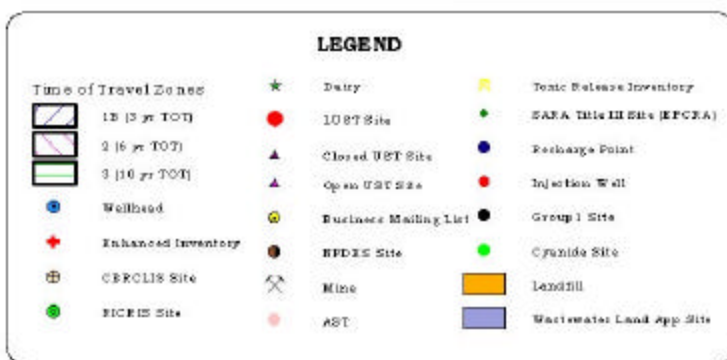 LEGEND
Time of Travel Zones
1B (3 yr TOT)
2 (6 yr TOT)
3 (10 yr TOT)
Wellhead
Enhanced Inventory
CERCLIS Site
RICRIS Site
Dairy
LUST Site
Closed UST Site
Open UST Site
Business Mailing List
NPDES Site
Mine
AST
Toxic Release Inventory
SARA Title III Site (EPCRA)
Recharge Point
Injection Well
Group 1 Site
Cyanide Site
Landfill
Wastewater Land App Site